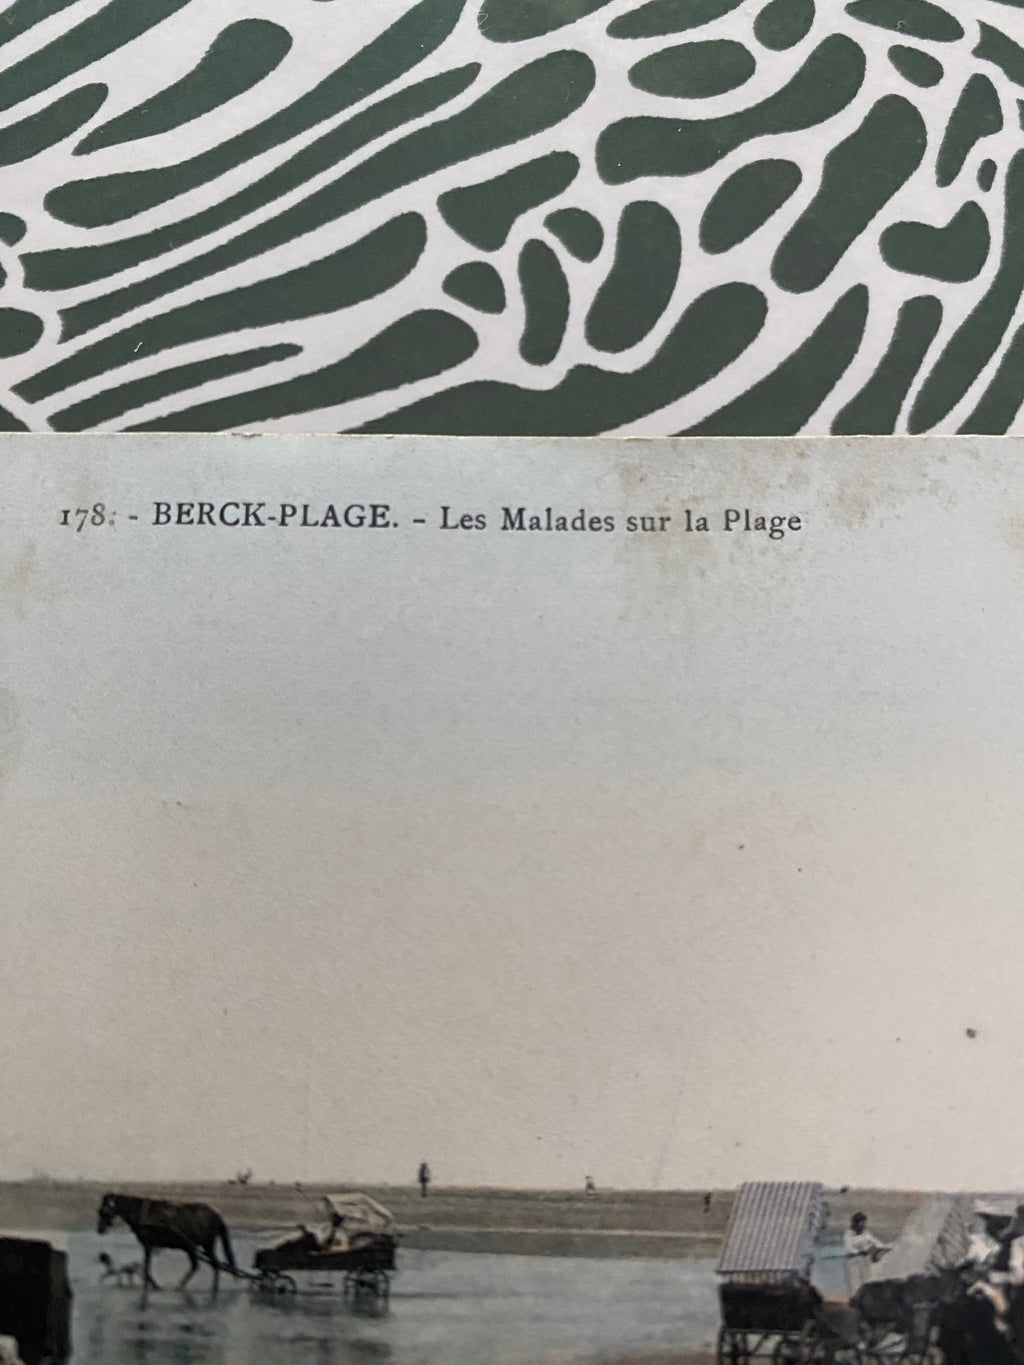 178. - BERCK-PLAGE. - Les Malades sur la Plage